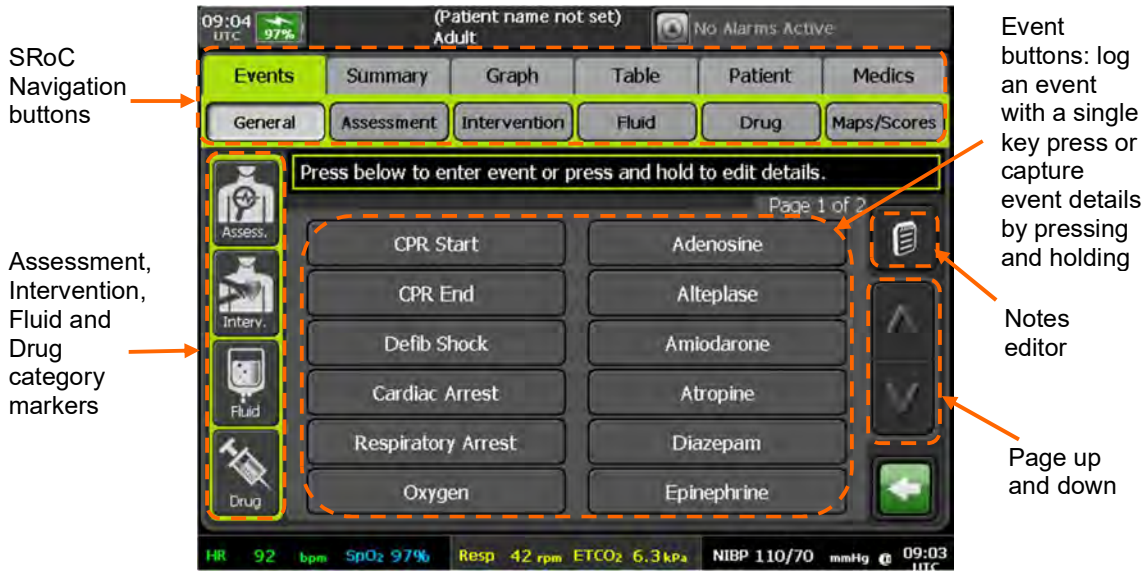 09:04
UTC
97%
(Patient name not set)
Adult
No Alarms Active
SRoC
Navigation
buttons
Events Summary Graph Table Patient Medics
General Assessment Intervention Fluid Drug Maps/Scores
Event
buttons: log
an event
with a single
key press or
capture
event details
by pressing
and holding
Press below to enter event or press and hold to edit details.
Page 1 of 2
Assess.
Interv.
Fluid
Drug
Assessment,
Intervention,
Fluid and
Drug
category
markers
CPR Start Adenosine
CPR End Alteplase
Defib Shock Amiodarone
Cardiac Arrest Atropine
Respiratory Arrest Diazepam
Oxygen Epinephrine
Notes
editor
Page up
and down
HR 92 bpm SpO2 97% Resp 42 rpm ETCO2 6.3 kPa NIBP 110/70 mmHg @ 09:03
UTC